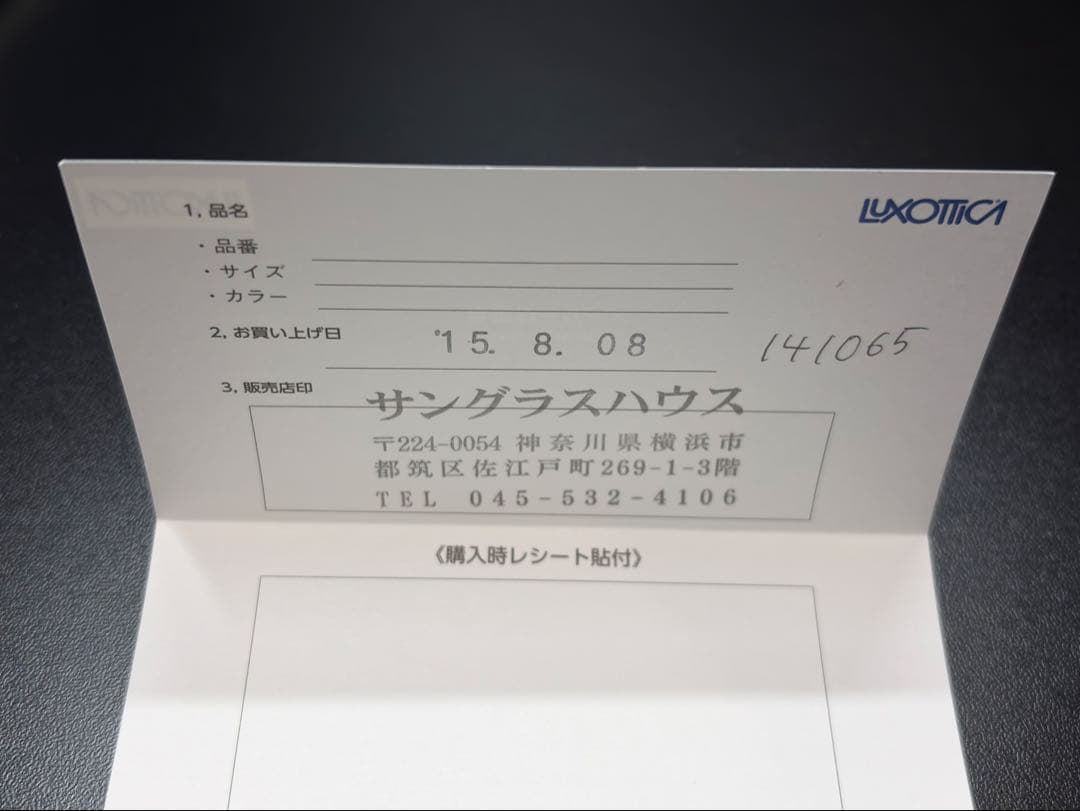 LUXOTTICA
1, 品名
・品番
・サイズ
・カラー
2, お買い上げ日 '15. 8. 08
141065
3, 販売店印
サングラスハウス
〒224-0054 神奈川県横浜市
都筑区佐江戸町269-1-3階
TEL 045-532-4106
《購入時レシート貼付》